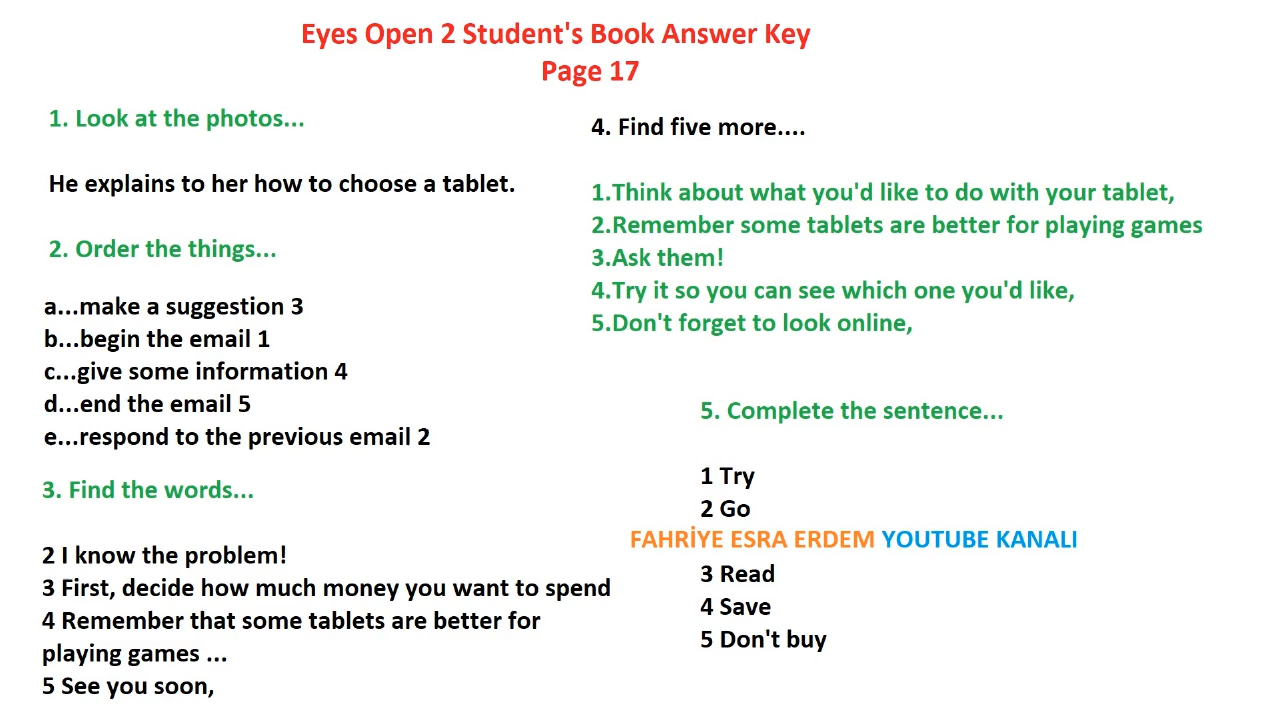 Eyes Open 2 Student's Book Answer Key
Page 17
1. Look at the photos...
He explains to her how to choose a tablet.
2. Order the things...
a...make a suggestion 3
b...begin the email 1
c...give some information 4
d...end the email 5
e...respond to the previous email 2
3. Find the words...
2 I know the problem!
3 First, decide how much money you want to spend
4 Remember that some tablets are better for
playing games ...
5 See you soon,
4. Find five more....
1.Think about what you'd like to do with your tablet,
2.Remember some tablets are better for playing games
3.Ask them!
4.Try it so you can see which one you'd like,
5.Don't forget to look online,
5. Complete the sentence...
1 Try
2 Go
FAHRİYE ESRA ERDEM YOUTUBE KANALI
3 Read
4 Save
5 Don't buy